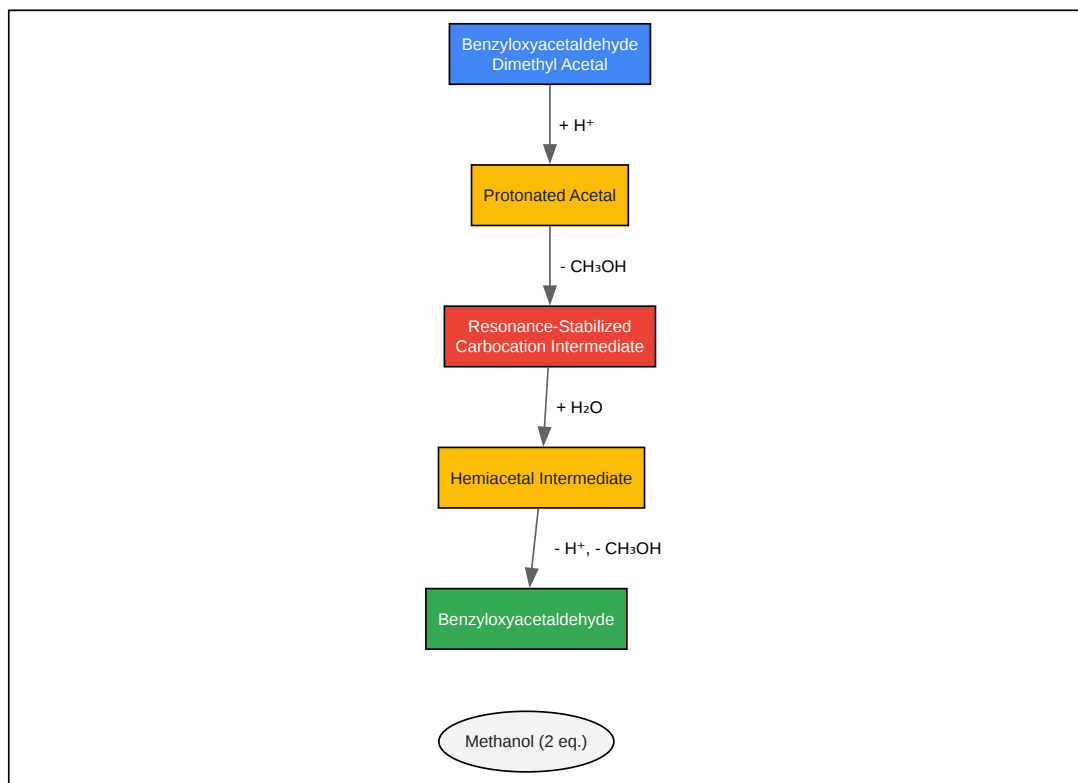 Benzyloxyacetaldehyde
Dimethyl Acetal
+ H⁺
Protonated Acetal
- CH₃OH
Resonance-Stabilized
Carbocation Intermediate
+ H₂O
Hemiacetal Intermediate
- H⁺, - CH₃OH
Benzyloxyacetaldehyde
Methanol (2 eq.)